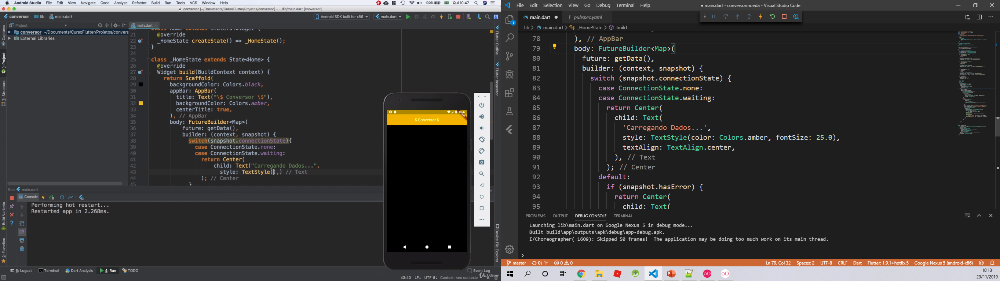 Android Studio File Edit View Navigate Code Analyze Refactor Build Run Tools VCS Window Help 100% Qui 10:47
conversor [~/Documents/CursoFlutter/Projetos/conversor] - .../lib/main.dart [conversor]
conversor lib main.dart Android SDK built for x86 main.dart
Project main.dart
conversor ~/Documents/CursoFlutter/Projetos/convers
External Libraries
Captures
1: Project
Z: Structure
Build Variants
2: Favorites
20 class Home extends StatefulWidget {
21 @override
22 _HomeState createState() => _HomeState();
23 }
24
25 class _HomeState extends State<Home> {
26 @override
27 Widget build(BuildContext context) {
28 return Scaffold(
29 backgroundColor: Colors.black,
30 appBar: AppBar(
31 title: Text("\$ Conversor \$"),
32 backgroundColor: Colors.amber,
33 centerTitle: true,
34 ), // AppBar
35 body: FutureBuilder<Map>(
36 future: getData(),
37 builder: (context, snapshot) {
38 switch(snapshot.connectionState){
39 case ConnectionState.none:
40 case ConnectionState.waiting:
41 return Center(
42 child: Text("Carregando Dados...",
43 style: TextStyle(),) // Text
44 ); // Center
45 }
Flutter Outline
Flutter Inspector
Device File Explorer
10:47
$ Conversor $
Run main.dart
Console
Performing hot restart...
Restarted app in 2.268ms.
6: Logcat Terminal Dart Analysis 4: Run TODO Event Log
43:40 LF÷ UTF-8÷ Context: <no context>
Udemy
File Edit Selection View Go Debug Terminal Help ● main.dart - conversormoeda - Visual Studio Code
main.dart ● ! pubspec.yaml
lib > main.dart > _HomeState > build
1
78 ), // AppBar
79 body: FutureBuilder<Map>(
80 future: getData(),
81 builder: (context, snapshot) {
82 switch (snapshot.connectionState) {
83 case ConnectionState.none:
84 case ConnectionState.waiting:
85 return Center(
86 child: Text(
87 'Carregando Dados...',
88 style: TextStyle(color: Colors.amber, fontSize: 25.0),
89 textAlign: TextAlign.center,
90 ), // Text
91 ); // Center
92 default:
93 if (snapshot.hasError) {
94 return Center(
95 child: Text(
PROBLEMS OUTPUT DEBUG CONSOLE TERMINAL
Launching lib\main.dart on Google Nexus 5 in debug mode...
Built build\app\outputs\apk\debug\app-debug.apk.
I/Choreographer( 1609): Skipped 50 frames! The application may be doing too much work on its main thread.
master 0↓ 1↑ 0 0 Ln 79, Col 32 Spaces: 2 UTF-8 CRLF Dart Flutter: 1.9.1+hotfix.5 Google Nexus 5 (android-x86)
10:13
29/11/2019